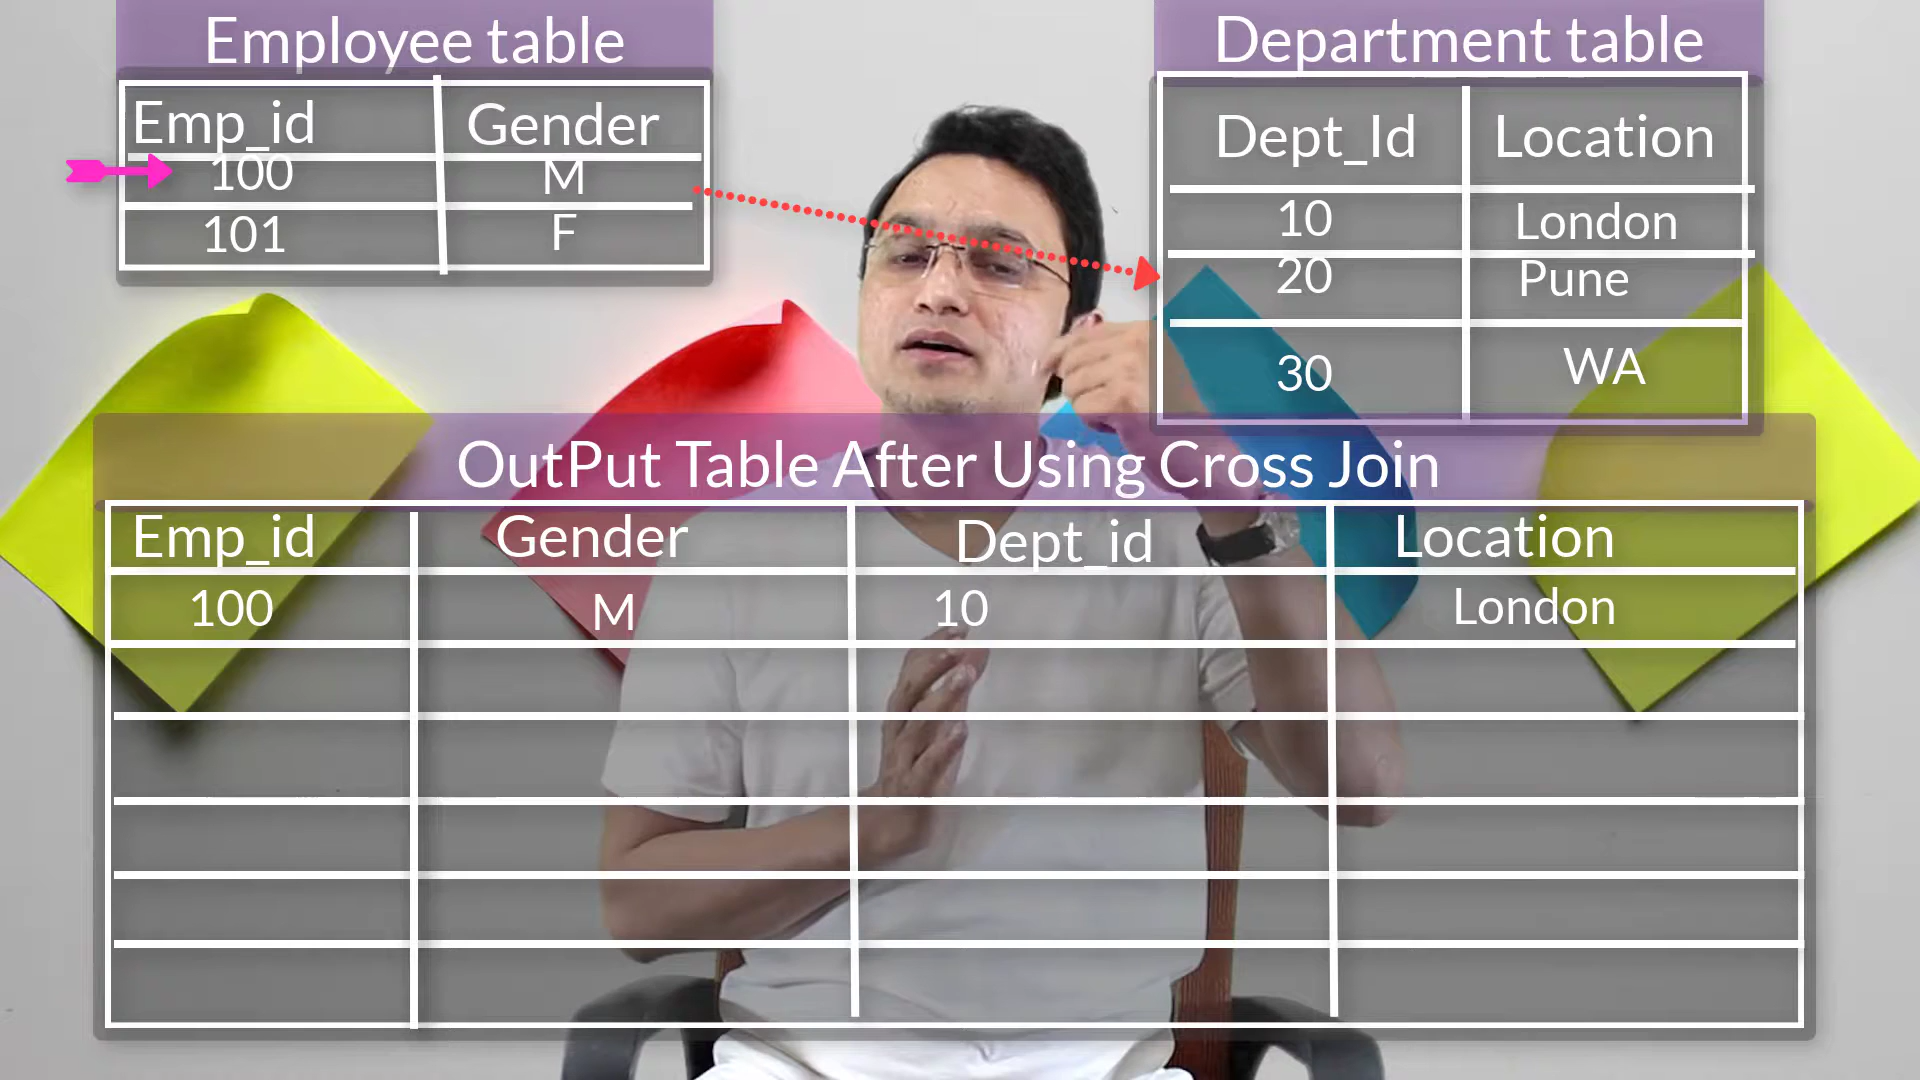 Employee table
Emp_id Gender
100 M
101 F
Department table
Dept_Id Location
10 London
20 Pune
30 WA
OutPut Table After Using Cross Join
Emp_id Gender Dept_id Location
100 M 10 London